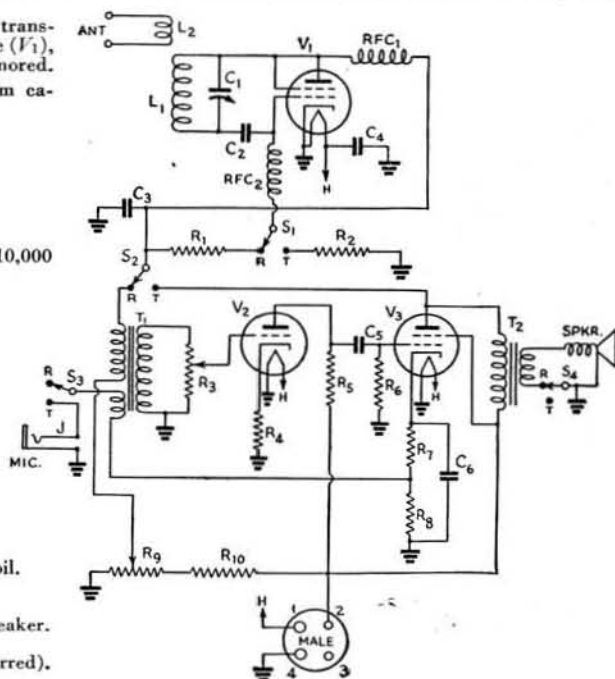 trans-
e (V1),
nored.
m ca-
10,000
oil.
eaker.
rred).
ANT
L2
V1
RFC1
L1
C1
C2
C4
RFC2
H
C3
S1
R1
R
T
R2
S2
R
T
V2
V3
T1
T2
C5
SPKR.
R
S3
R3
R5
R6
R
S4
T
T
H
H
J
R4
R7
C6
MIC.
R8
R9
R10
H
1
2
MALE
4
3